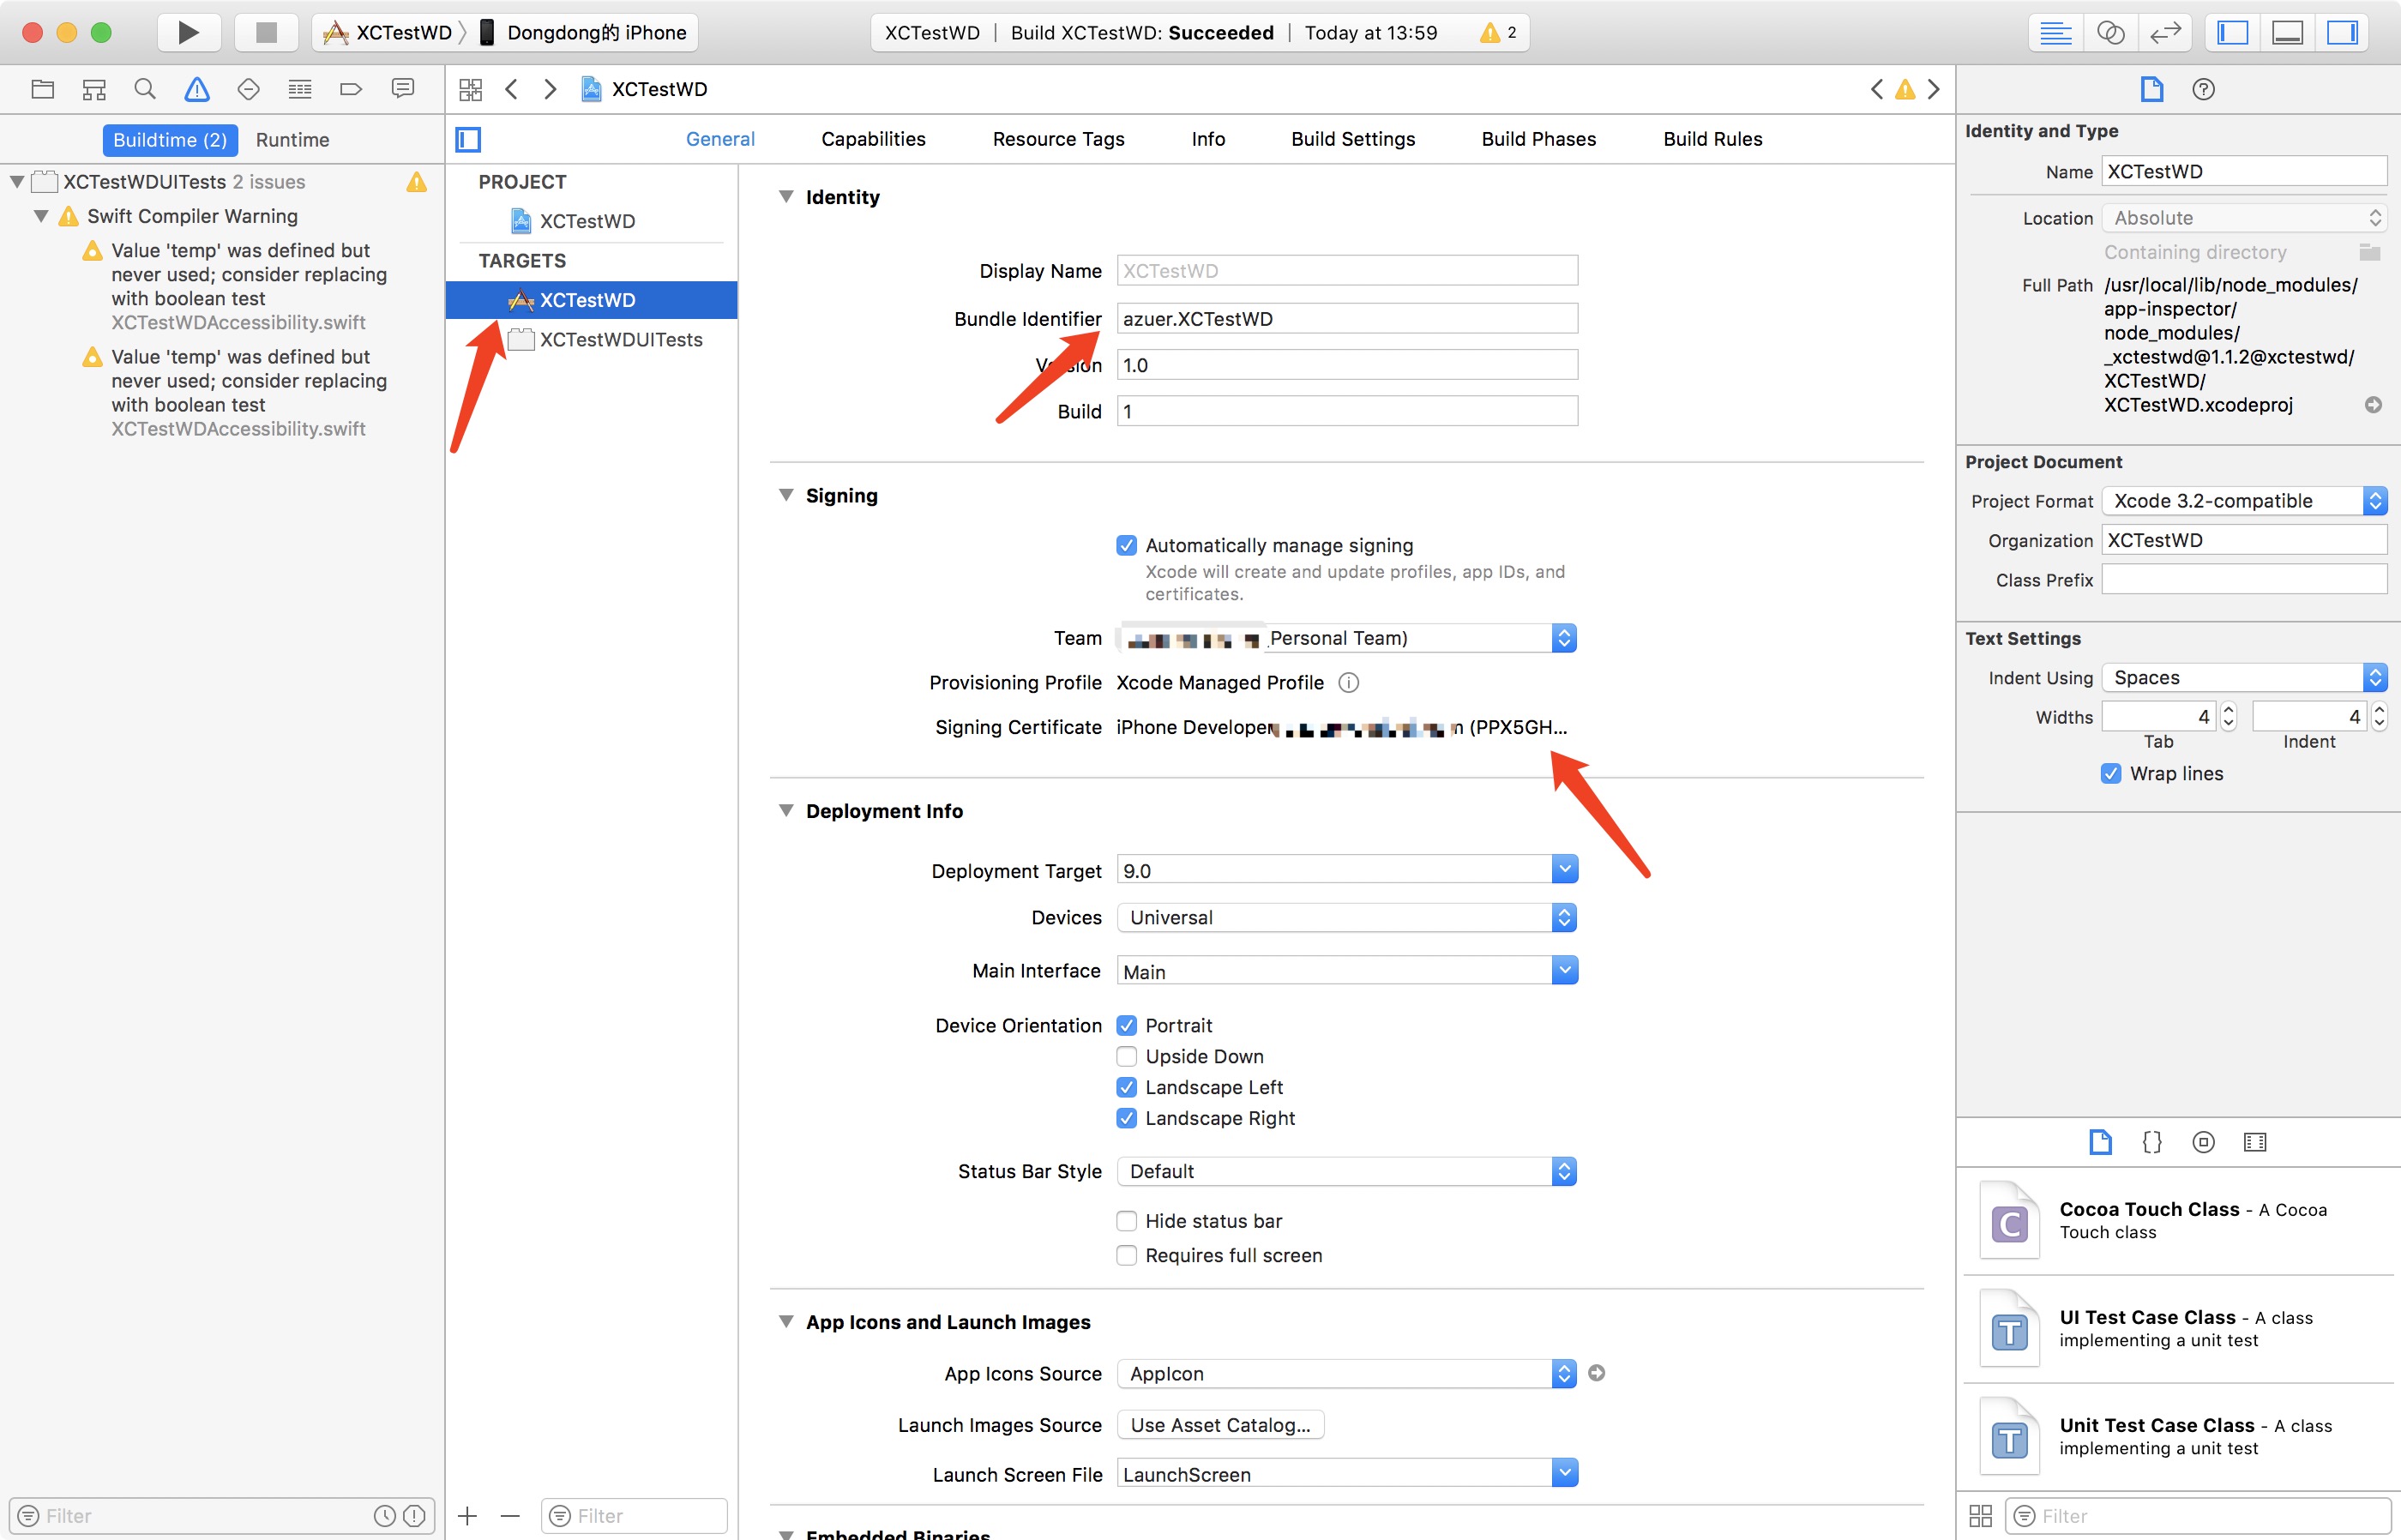 XCTestWD
Dongdong的 iPhone
XCTestWD | Build XCTestWD: Succeeded | Today at 13:59
2
XCTestWD
Buildtime (2)
Runtime
General
Capabilities
Resource Tags
Info
Build Settings
Build Phases
Build Rules
XCTestWDUITests 2 issues
Swift Compiler Warning
Value 'temp' was defined but
never used; consider replacing
with boolean test
XCTestWDAccessibility.swift
Value 'temp' was defined but
never used; consider replacing
with boolean test
XCTestWDAccessibility.swift
Filter
PROJECT
XCTestWD
TARGETS
XCTestWD
XCTestWDUITests
Filter
Identity
Display Name XCTestWD
Bundle Identifier azuer.XCTestWD
Version 1.0
Build 1
Signing
Automatically manage signing
Xcode will create and update profiles, app IDs, and
certificates.
Team Personal Team)
Provisioning Profile Xcode Managed Profile
Signing Certificate iPhone Developer (PPX5GH...
Deployment Info
Deployment Target 9.0
Devices Universal
Main Interface Main
Device Orientation Portrait
Upside Down
Landscape Left
Landscape Right
Status Bar Style Default
Hide status bar
Requires full screen
App Icons and Launch Images
App Icons Source AppIcon
Launch Images Source Use Asset Catalog...
Launch Screen File LaunchScreen
Embedded Binaries
Identity and Type
Name XCTestWD
Location Absolute
Containing directory
Full Path /usr/local/lib/node_modules/
app-inspector/
node_modules/
_xctestwd@1.1.2@xctestwd/
XCTestWD/
XCTestWD.xcodeproj
Project Document
Project Format Xcode 3.2-compatible
Organization XCTestWD
Class Prefix
Text Settings
Indent Using Spaces
Widths 4 4
Tab Indent
Wrap lines
{}
C
Cocoa Touch Class - A Cocoa
Touch class
T
UI Test Case Class - A class
implementing a unit test
T
Unit Test Case Class - A class
implementing a unit test
Filter